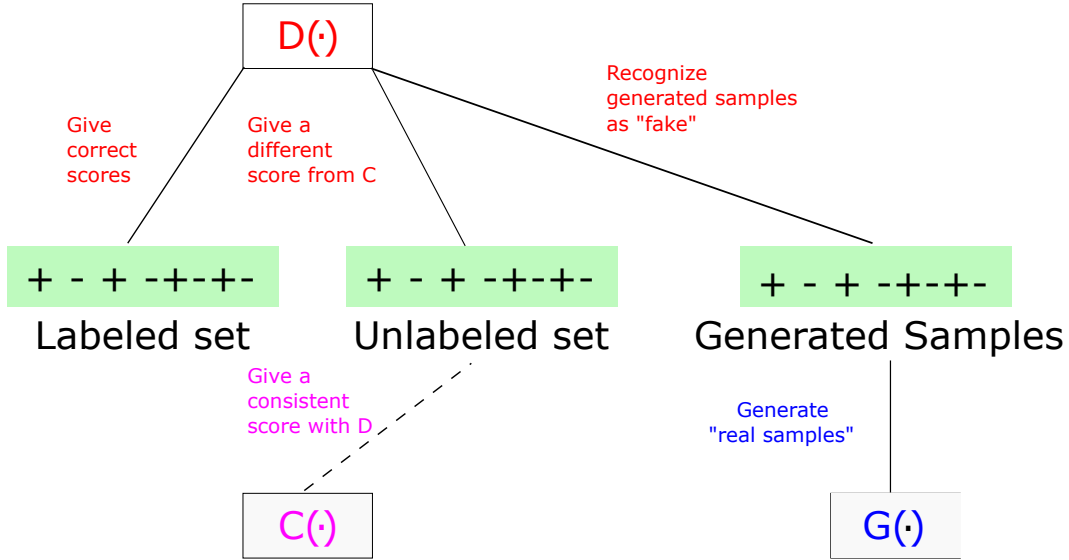 D(·)
Give
correct
scores
Give a
different
score from C
Recognize
generated samples
as "fake"
+ - + -+-+-
+ - + -+-+-
+ - + -+-+-
Labeled set
Unlabeled set
Generated Samples
Give a
consistent
score with D
Generate
"real samples"
C(·)
G(·)